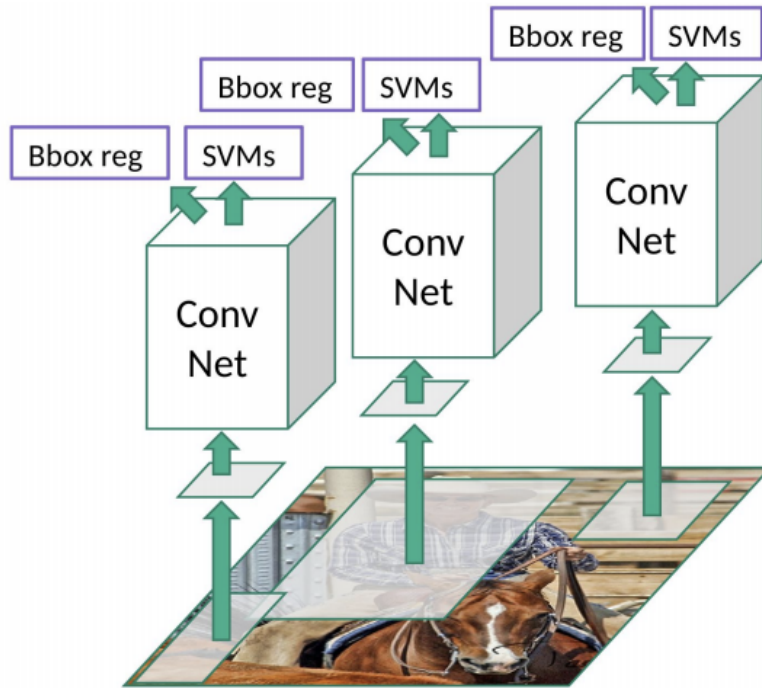 Bbox reg SVMs
Bbox reg SVMs
Bbox reg SVMs
Conv
Net
Conv
Net
Conv
Net